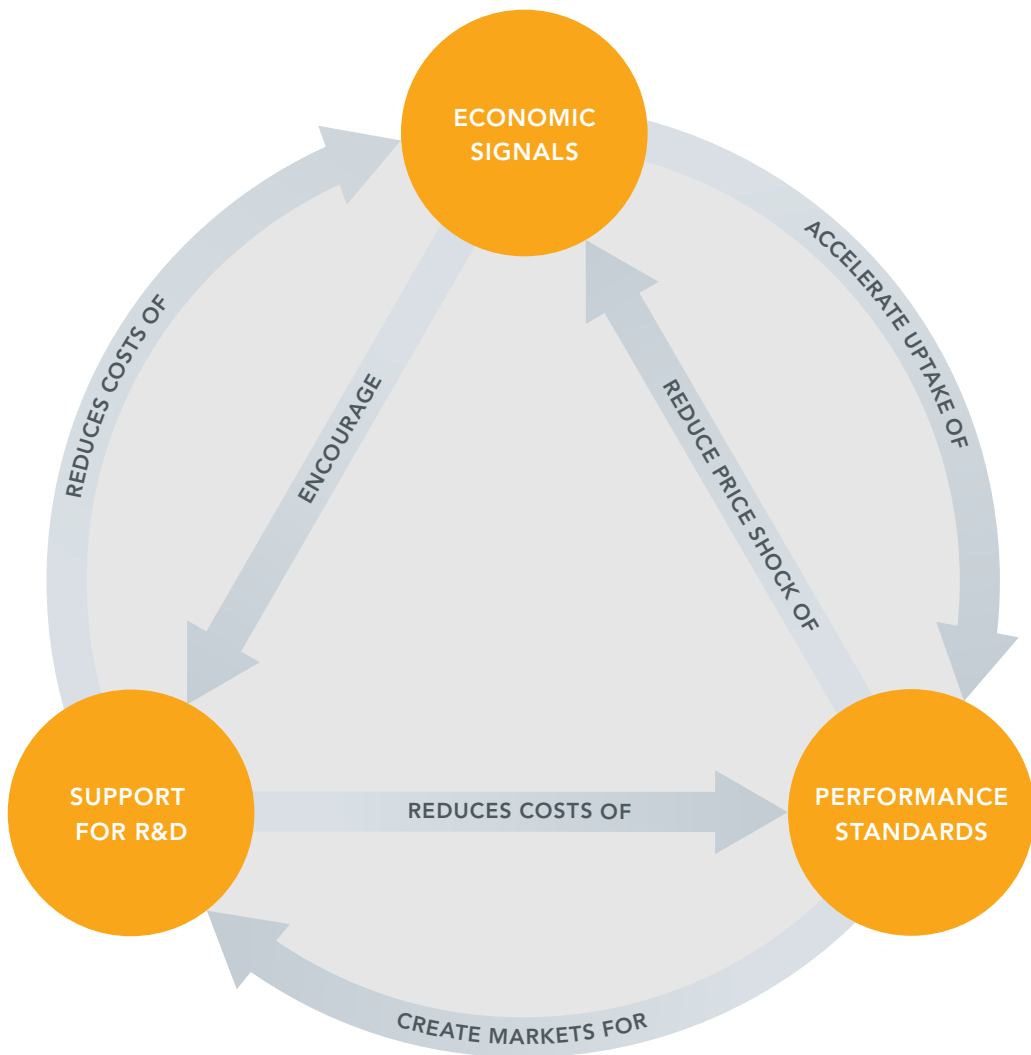 ECONOMIC
SIGNALS
ACCELERATE UPTAKE OF
REDUCES COSTS OF
ENCOURAGE
REDUCE PRICE SHOCK OF
SUPPORT
FOR R&D
REDUCES COSTS OF
PERFORMANCE
STANDARDS
CREATE MARKETS FOR